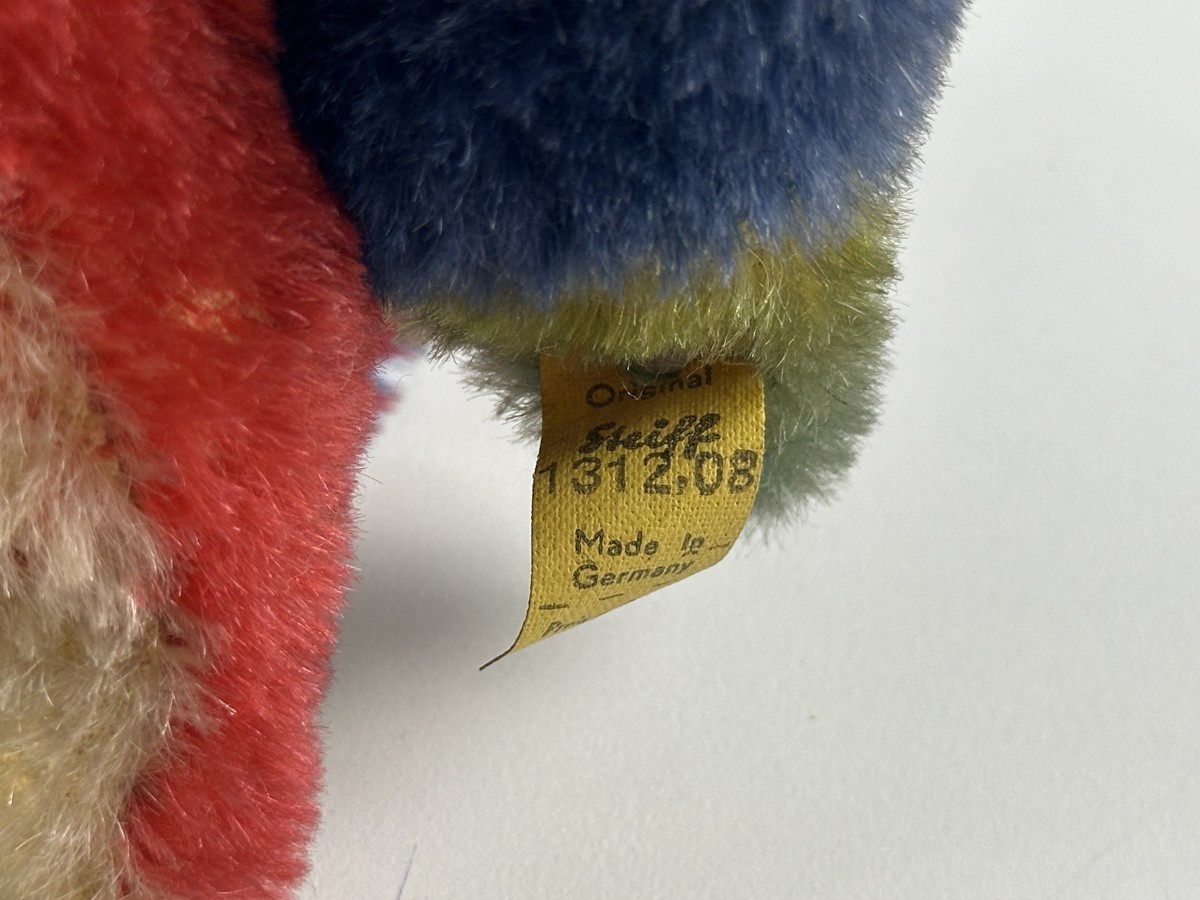 Original
Steiff
1312,08
Made in
Germany